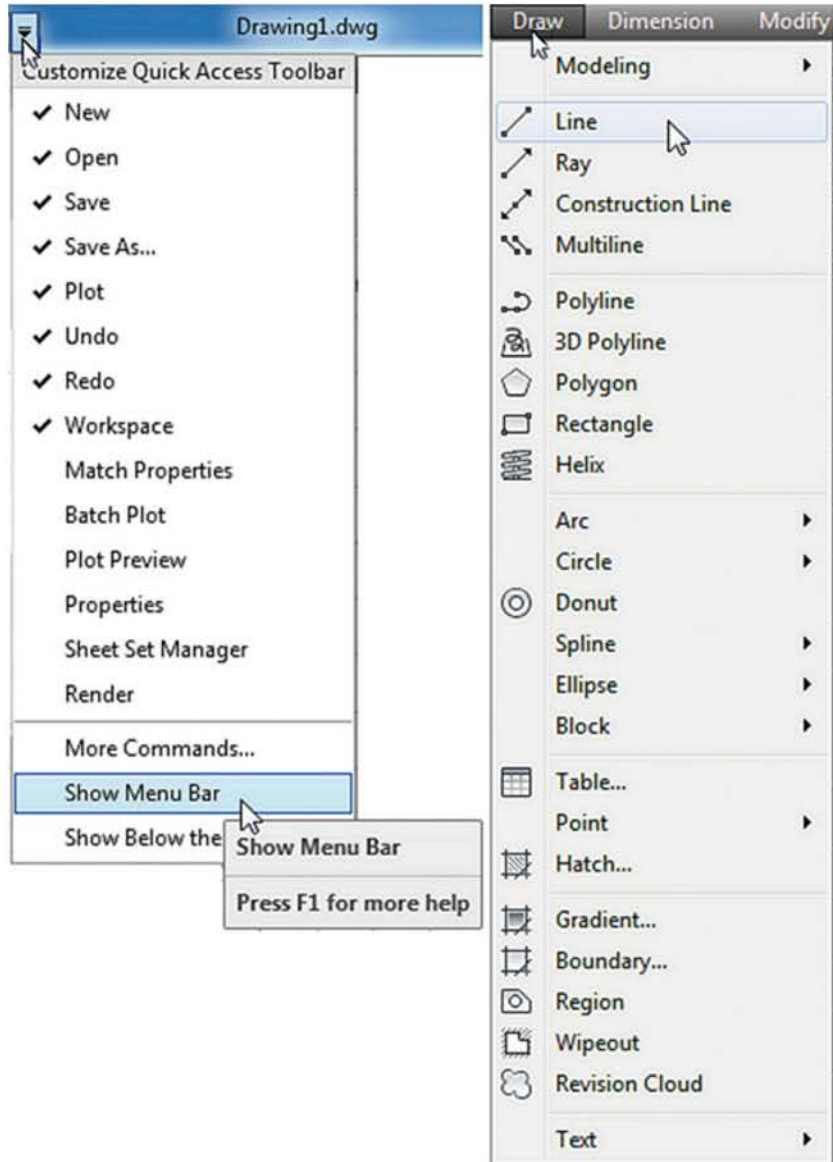 Drawing1.dwg
Customize Quick Access Toolbar
New
Open
Save
Save As...
Plot
Undo
Redo
Workspace
Match Properties
Batch Plot
Plot Preview
Properties
Sheet Set Manager
Render
More Commands...
Show Menu Bar
Show Below the
Show Menu Bar
Press F1 for more help
Draw Dimension Modify
Modeling
Line
Ray
Construction Line
Multiline
Polyline
3D Polyline
Polygon
Rectangle
Helix
Arc
Circle
Donut
Spline
Ellipse
Block
Table...
Point
Hatch...
Gradient...
Boundary...
Region
Wipeout
Revision Cloud
Text